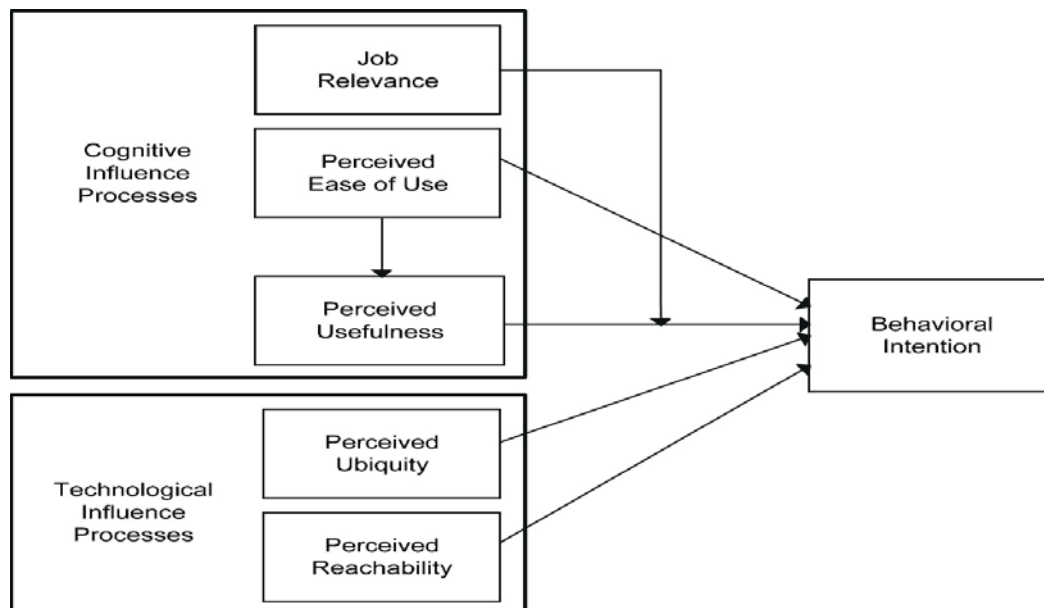 Job
Relevance
Cognitive
Influence
Processes
Perceived
Ease of Use
Perceived
Usefulness
Behavioral
Intention
Technological
Influence
Processes
Perceived
Ubiquity
Perceived
Reachability